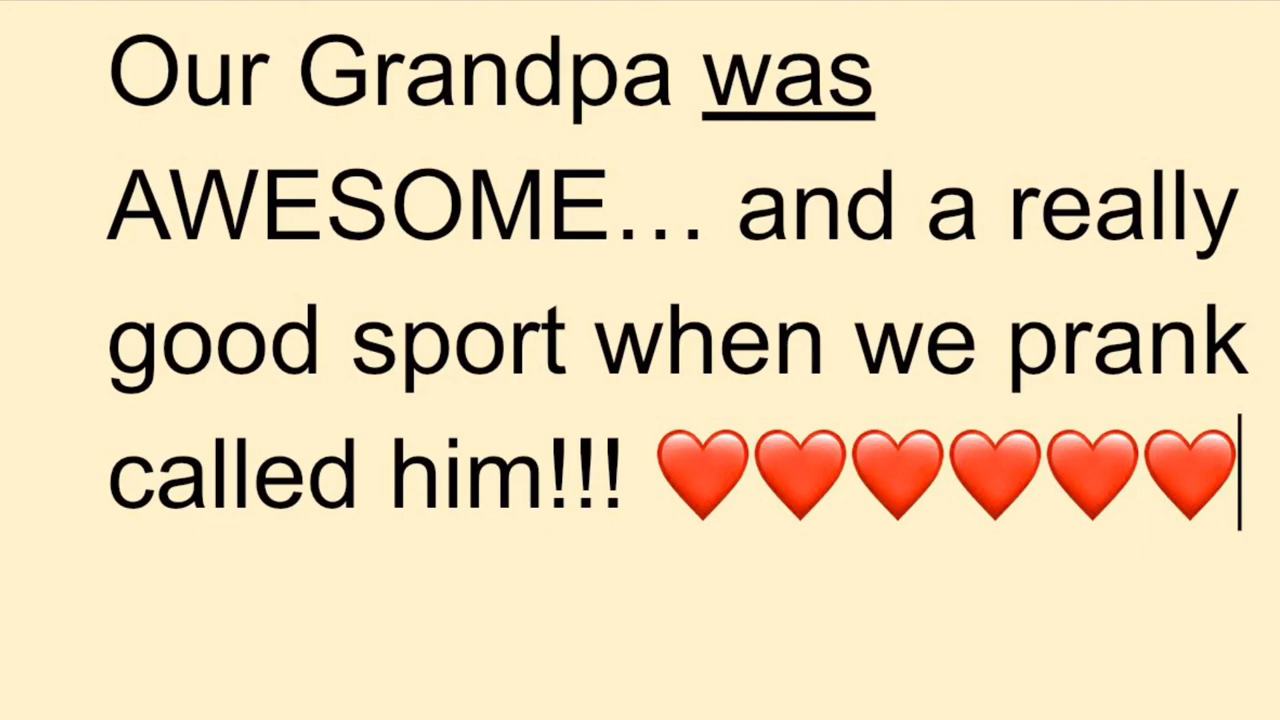 Our Grandpa was
AWESOME… and a really
good sport when we prank
called him!!! ❤️❤️❤️❤️❤️❤️